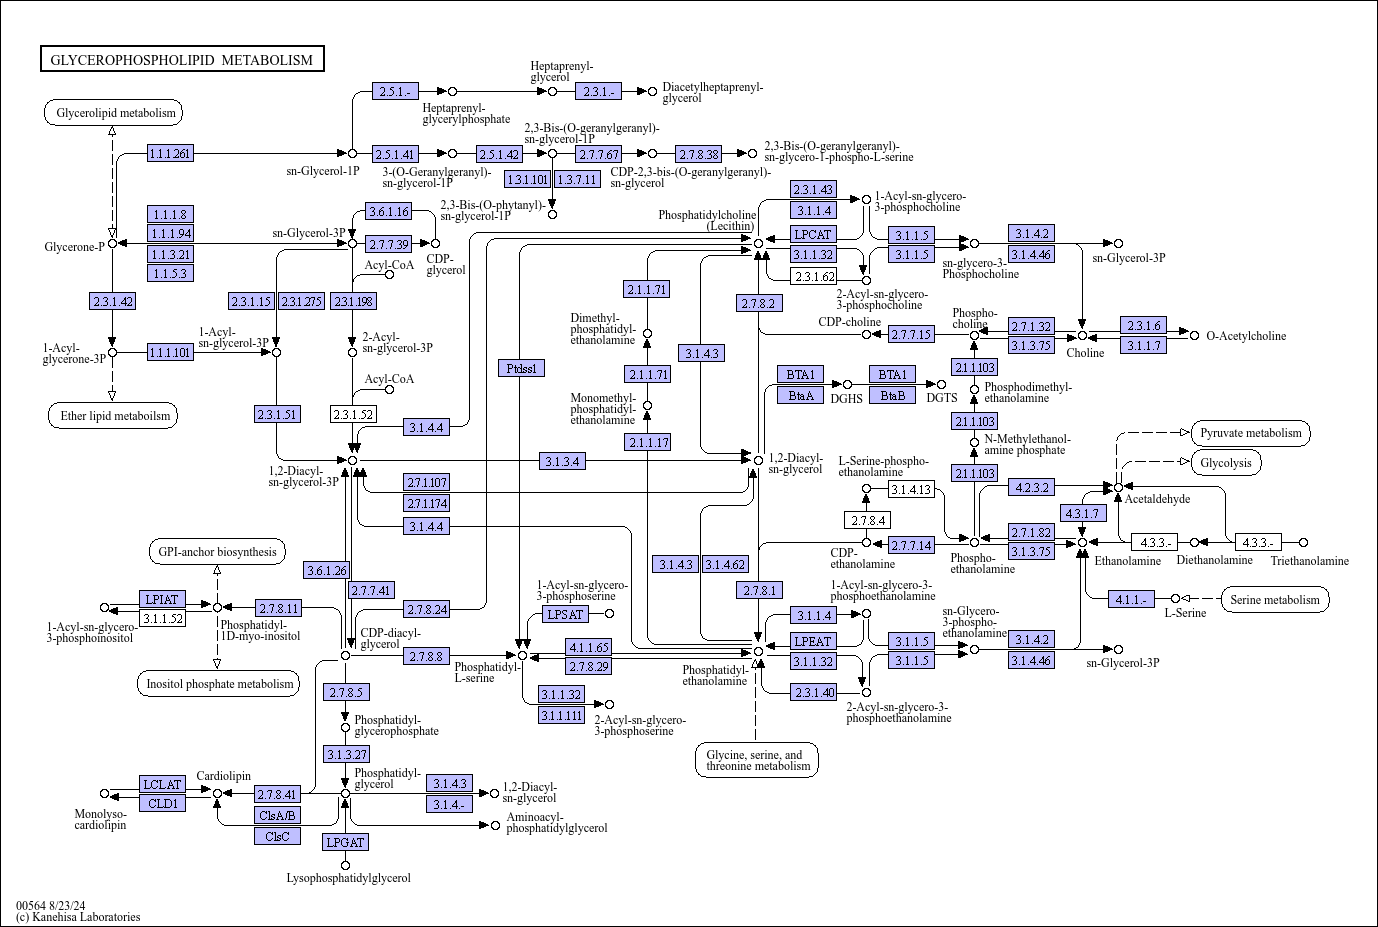 GLYCEROPHOSPHOLIPID METABOLISM
Glycerolipid metabolism
2.5.1.-
Heptaprenyl-
glycerylphosphate
Heptaprenyl-
glycerol
2.3.1.-
Diacetylheptaprenyl-
glycerol
1.1.1.261
sn-Glycerol-1P
2.5.1.41
3-(O-Geranylgeranyl)-
sn-glycerol-1P
2.5.1.42
2,3-Bis-(O-geranylgeranyl)-
sn-glycerol-1P
2.7.7.67
CDP-2,3-bis-(O-geranylgeranyl)-
sn-glycerol
2.7.8.38
2,3-Bis-(O-geranylgeranyl)-
sn-glycero-1-phospho-L-serine
1.3.1.101
1.3.7.11
2,3-Bis-(O-phytanyl)-
sn-glycerol-1P
1.1.1.8
1.1.1.94
1.1.3.21
1.1.5.3
Glycerone-P
sn-Glycerol-3P
3.6.1.16
2.7.7.39
CDP-
glycerol
Acyl-CoA
2.3.1.42
2.3.1.15
2.3.1.275
2.3.1.198
1-Acyl-
glycerone-3P
1.1.1.101
1-Acyl-
sn-glycerol-3P
2-Acyl-
sn-glycerol-3P
Acyl-CoA
Ether lipid metaboilsm
2.3.1.51
2.3.1.52
3.1.4.4
1,2-Diacyl-
sn-glycerol-3P
3.1.3.4
2.7.1.107
2.7.1.174
3.1.4.4
Ptdss1
Phosphatidylcholine
(Lecithin)
2.1.1.71
Dimethyl-
phosphatidyl-
ethanolamine
2.1.1.71
Monomethyl-
phosphatidyl-
ethanolamine
2.1.1.17
3.1.4.3
2.7.8.2
2.3.1.43
3.1.1.4
LPCAT
3.1.1.32
2.3.1.62
1-Acyl-sn-glycero-
3-phosphocholine
2-Acyl-sn-glycero-
3-phosphocholine
3.1.1.5
3.1.1.5
sn-glycero-3-
Phosphocholine
3.1.4.2
3.1.4.46
sn-Glycerol-3P
CDP-choline
2.7.7.15
Phospho-
choline
2.7.1.32
3.1.3.75
Choline
2.3.1.6
3.1.1.7
O-Acetylcholine
BTA1
BtaA
DGHS
BTA1
BtaB
DGTS
2.1.1.103
Phosphodimethyl-
ethanolamine
2.1.1.103
N-Methylethanol-
amine phosphate
2.1.1.103
1,2-Diacyl-
sn-glycerol
L-Serine-phospho-
ethanolamine
3.1.4.13
2.7.8.4
CDP-
ethanolamine
2.7.7.14
Phospho-
ethanolamine
4.2.3.2
2.7.1.82
3.1.3.75
Pyruvate metabolism
Glycolysis
Acetaldehyde
4.3.1.7
Ethanolamine
4.3.3.-
Diethanolamine
4.3.3.-
Triethanolamine
4.1.1.-
L-Serine
Serine metabolism
GPI-anchor biosynthesis
3.6.1.26
2.7.7.41
LPIAT
3.1.1.52
1-Acyl-sn-glycero-
3-phosphoinositol
Phosphatidyl-
1D-myo-inositol
2.7.8.11
2.7.8.24
Inositol phosphate metabolism
CDP-diacyl-
glycerol
2.7.8.8
Phosphatidyl-
L-serine
1-Acyl-sn-glycero-
3-phosphoserine
LPSAT
4.1.1.65
2.7.8.29
3.1.1.32
3.1.1.111
2-Acyl-sn-glycero-
3-phosphoserine
3.1.4.3
3.1.4.62
2.7.8.1
Phosphatidyl-
ethanolamine
1-Acyl-sn-glycero-3-
phosphoethanolamine
3.1.1.4
LPEAT
3.1.1.32
2.3.1.40
2-Acyl-sn-glycero-3-
phosphoethanolamine
3.1.1.5
3.1.1.5
sn-Glycero-
3-phospho-
ethanolamine
3.1.4.2
3.1.4.46
sn-Glycerol-3P
Glycine, serine, and
threonine metabolism
2.7.8.5
Phosphatidyl-
glycerophosphate
3.1.3.27
Phosphatidyl-
glycerol
LCLAT
CLD1
Monolyso-
cardiolipin
Cardiolipin
2.7.8.41
ClsA/B
ClsC
3.1.4.3
3.1.4.-
1,2-Diacyl-
sn-glycerol
Aminoacyl-
phosphatidylglycerol
LPGAT
Lysophosphatidylglycerol
00564 8/23/24
(c) Kanehisa Laboratories